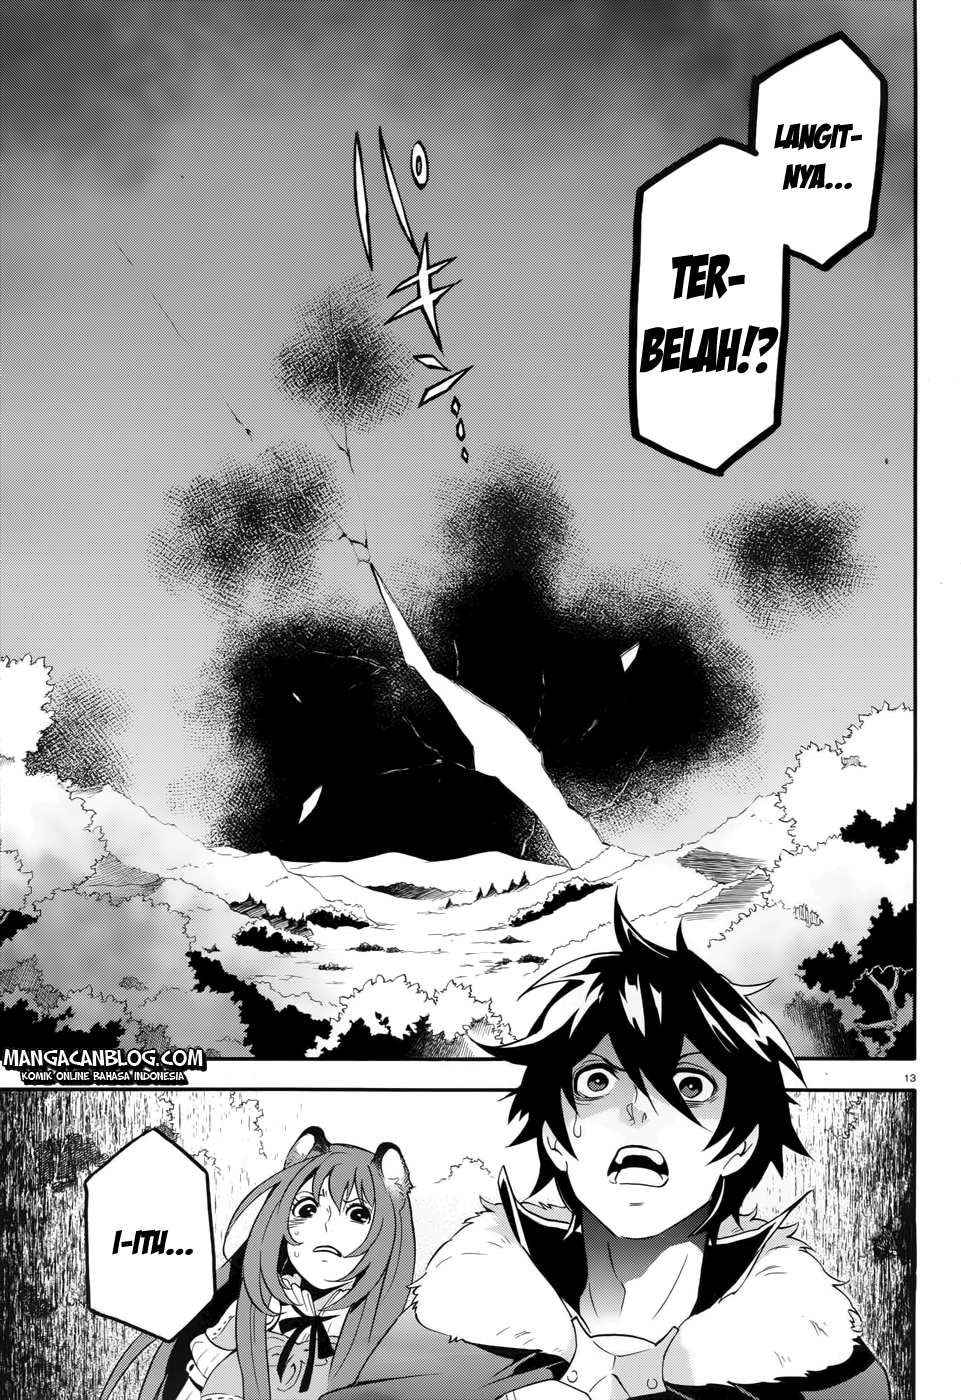 LANGIT-
NYA...
TER-
BELAH!?
MANGACANBLOG.COM
KOMIK ONLINE BAHASA INDONESIA
13
I-ITU...